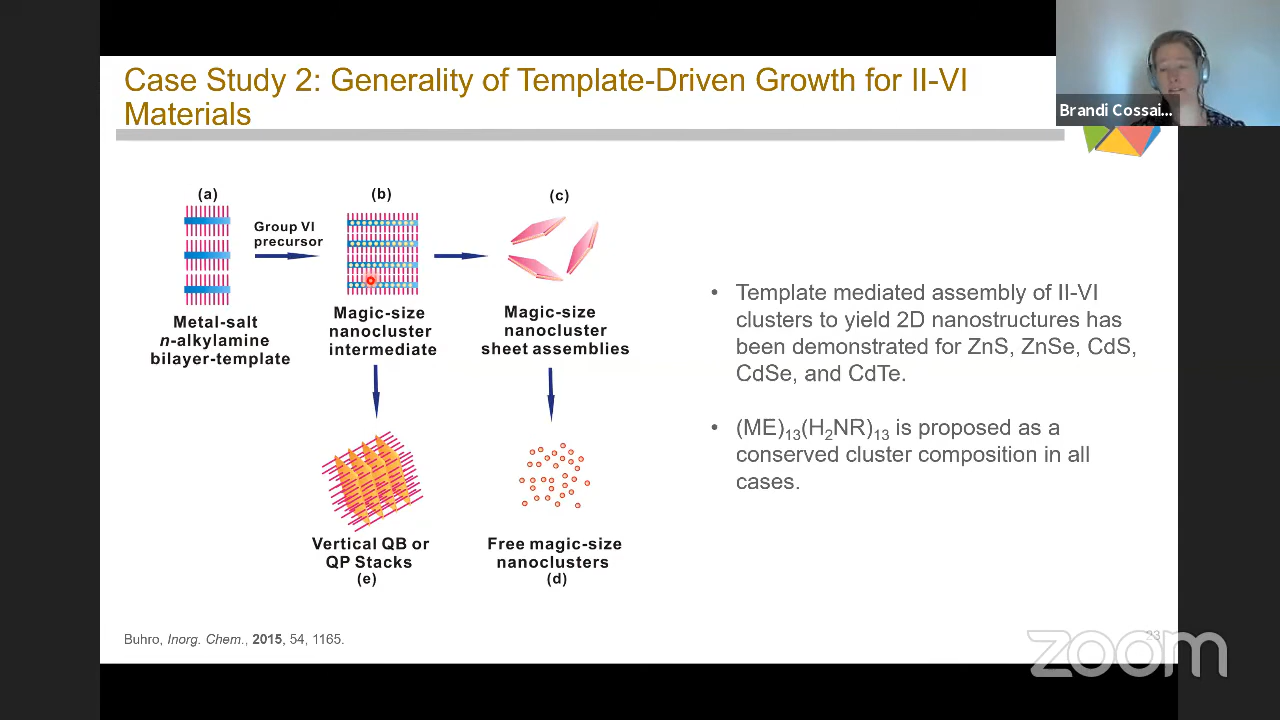 Case Study 2: Generality of Template-Driven Growth for II-VI
Materials
Brandi Cossai...
(a)
(b)
(c)
Group VI
precursor
Metal-salt
n-alkylamine
bilayer-template
Magic-size
nanocluster
intermediate
Magic-size
nanocluster
sheet assemblies
Vertical QB or
QP Stacks
(e)
Free magic-size
nanoclusters
(d)
• Template mediated assembly of II-VI
clusters to yield 2D nanostructures has
been demonstrated for ZnS, ZnSe, CdS,
CdSe, and CdTe.
• (ME)₁₃(H₂NR)₁₃ is proposed as a
conserved cluster composition in all
cases.
Buhro, Inorg. Chem., 2015, 54, 1165.
23
zoom